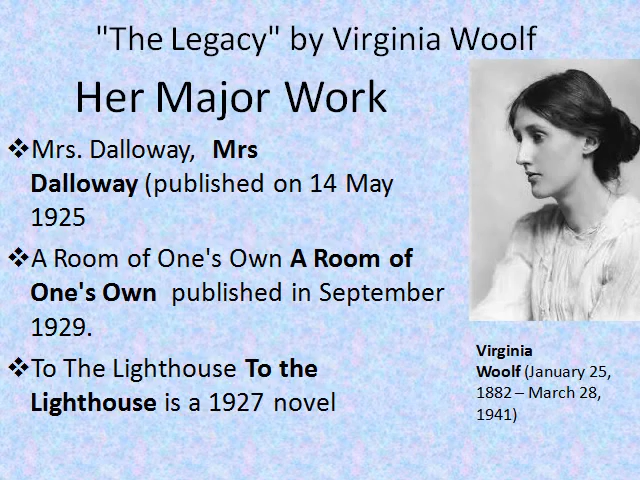 "The Legacy" by Virginia Woolf
Her Major Work
❖Mrs. Dalloway, Mrs
Dalloway (published on 14 May
1925
❖A Room of One's Own A Room of
One's Own published in September
1929.
❖To The Lighthouse To the
Lighthouse is a 1927 novel
Virginia
Woolf (January 25,
1882 – March 28,
1941)